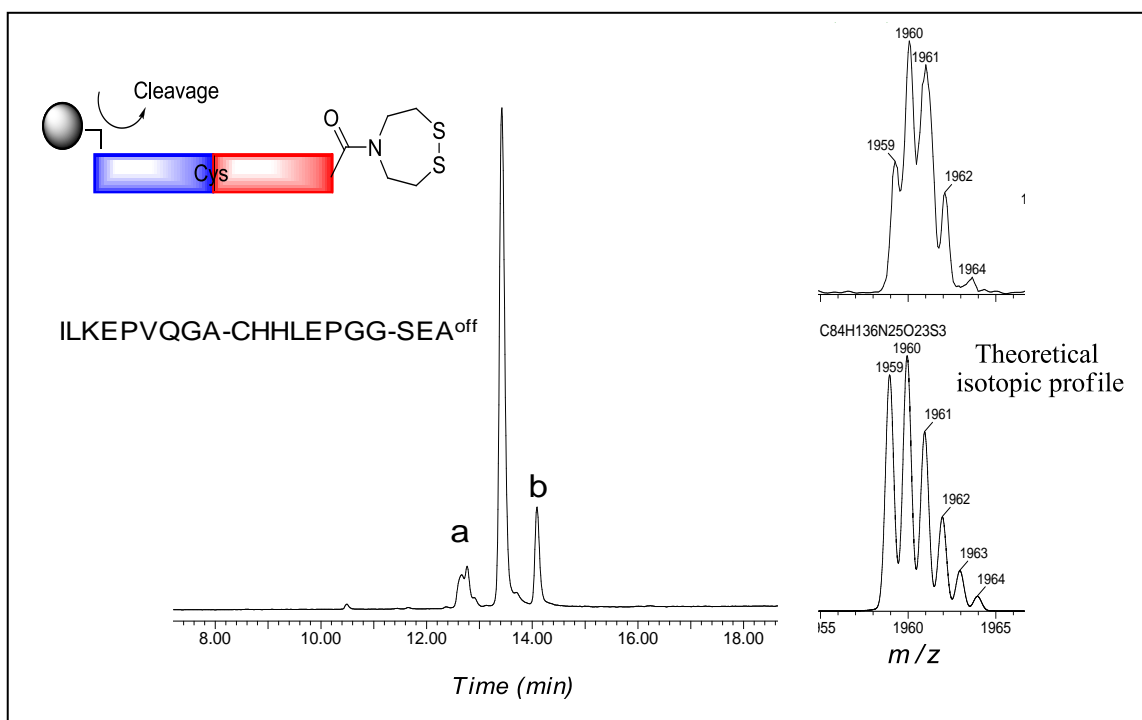 Cleavage
O
N
S
S
Cys
ILKEPVQGA-CHHLEPGG-SEAoff
a
b
8.00 10.00 12.00 14.00 16.00 18.00
Time (min)
1960
1961
1959
1962
1964
1
C84H136N25O23S3
1960
1959
1961
1962
1963
1964
Theoretical
isotopic profile
1960 1965
m/z